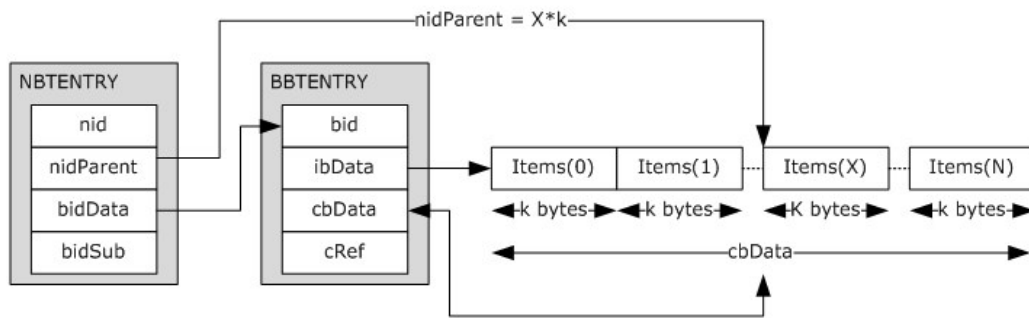 nidParent = X*k
NBTENTRY
nid
nidParent
bidData
bidSub
BBTENTRY
bid
ibData
cbData
cRef
Items(0) Items(1) Items(X) Items(N)
k bytes k bytes K bytes k bytes
cbData